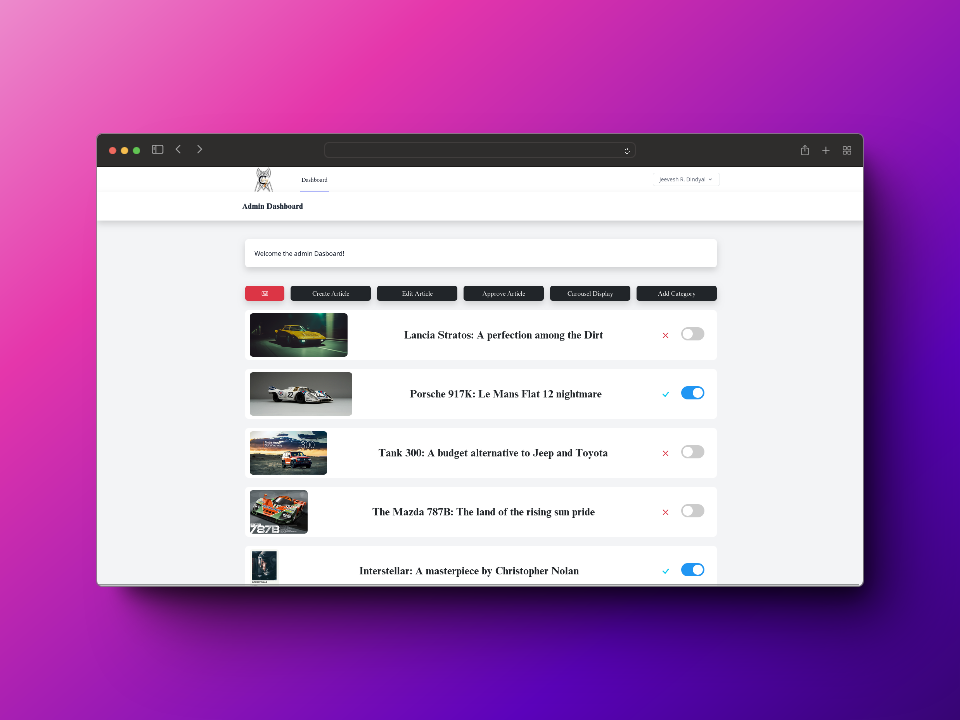 Dashboard
Jeevesh R. Dindyal
Admin Dashboard
Welcome the admin Dasboard!
Create Article
Edit Article
Approve Article
Carousel Display
Add Category
Lancia Stratos: A perfection among the Dirt
Porsche 917K: Le Mans Flat 12 nightmare
22
Tank 300: A budget alternative to Jeep and Toyota
The Mazda 787B: The land of the rising sun pride
787B
Interstellar: A masterpiece by Christopher Nolan